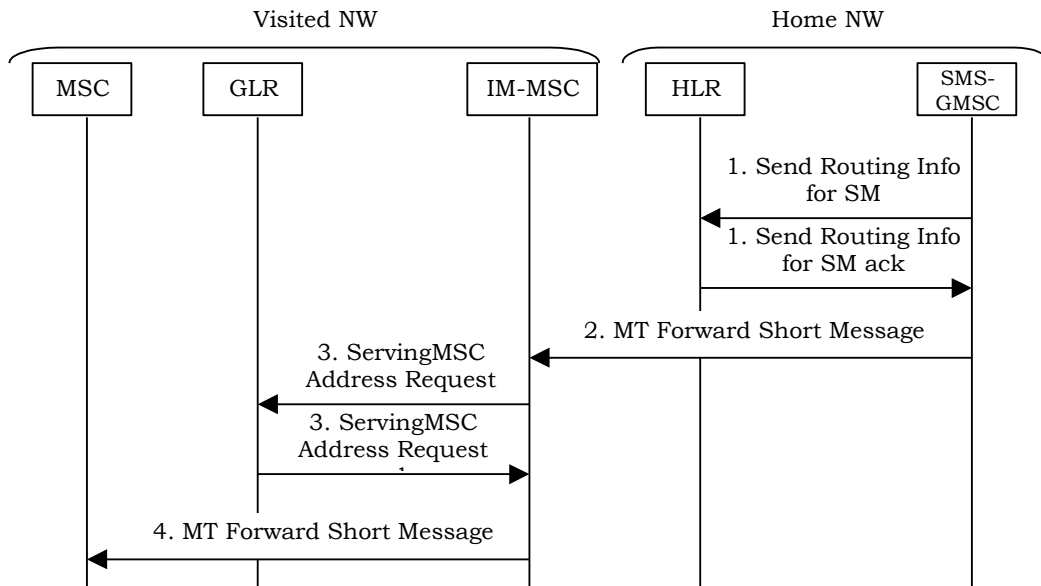 Visited NW
Home NW
MSC
GLR
IM-MSC
HLR
SMS-
GMSC
1. Send Routing Info
for SM
1. Send Routing Info
for SM ack
2. MT Forward Short Message
3. ServingMSC
Address Request
3. ServingMSC
Address Request
4. MT Forward Short Message